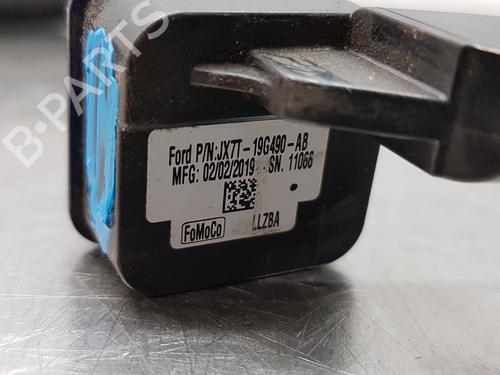 B-PARTS
Ford P/N:JX7T-19G490-AB
MFG: 02/02/2019 SN. 11066
FoMoCo
LLZBA